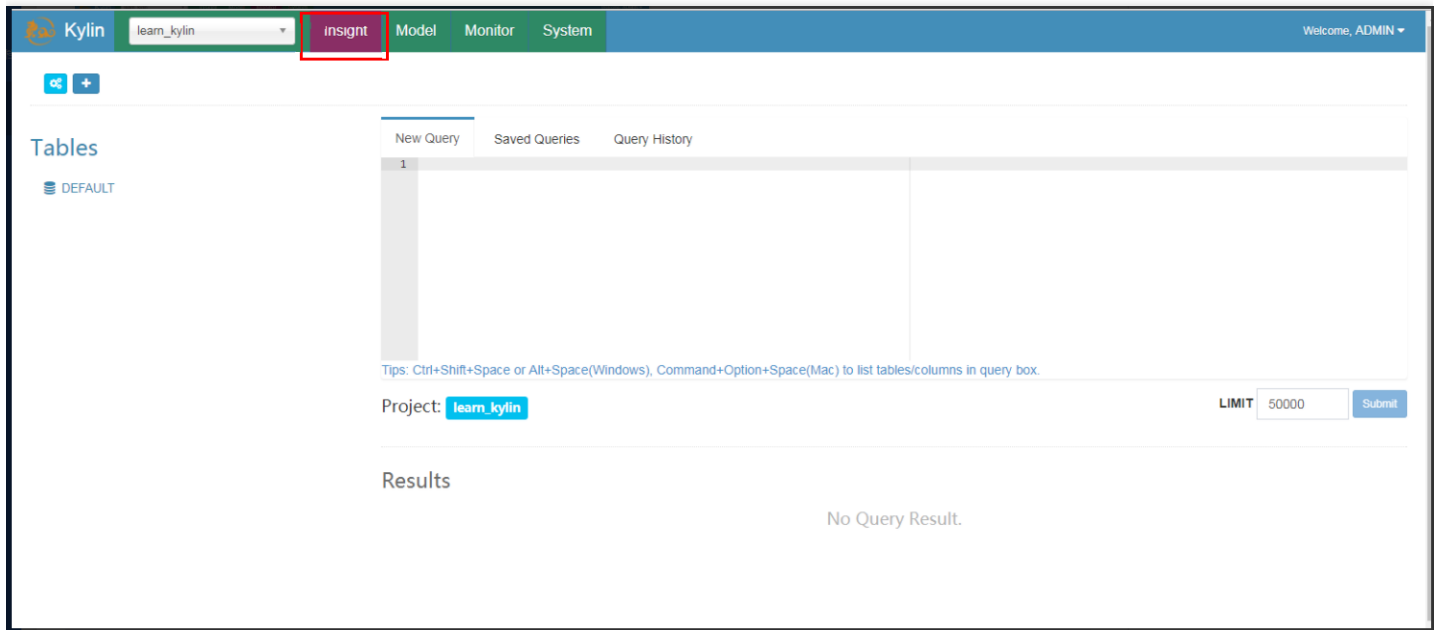 Kylin learn_kylin Insight Model Monitor System Welcome, ADMIN
Tables
DEFAULT
New Query Saved Queries Query History
1
Tips: Ctrl+Shift+Space or Alt+Space(Windows), Command+Option+Space(Mac) to list tables/columns in query box.
Project: learn_kylin LIMIT 50000 Submit
Results
No Query Result.